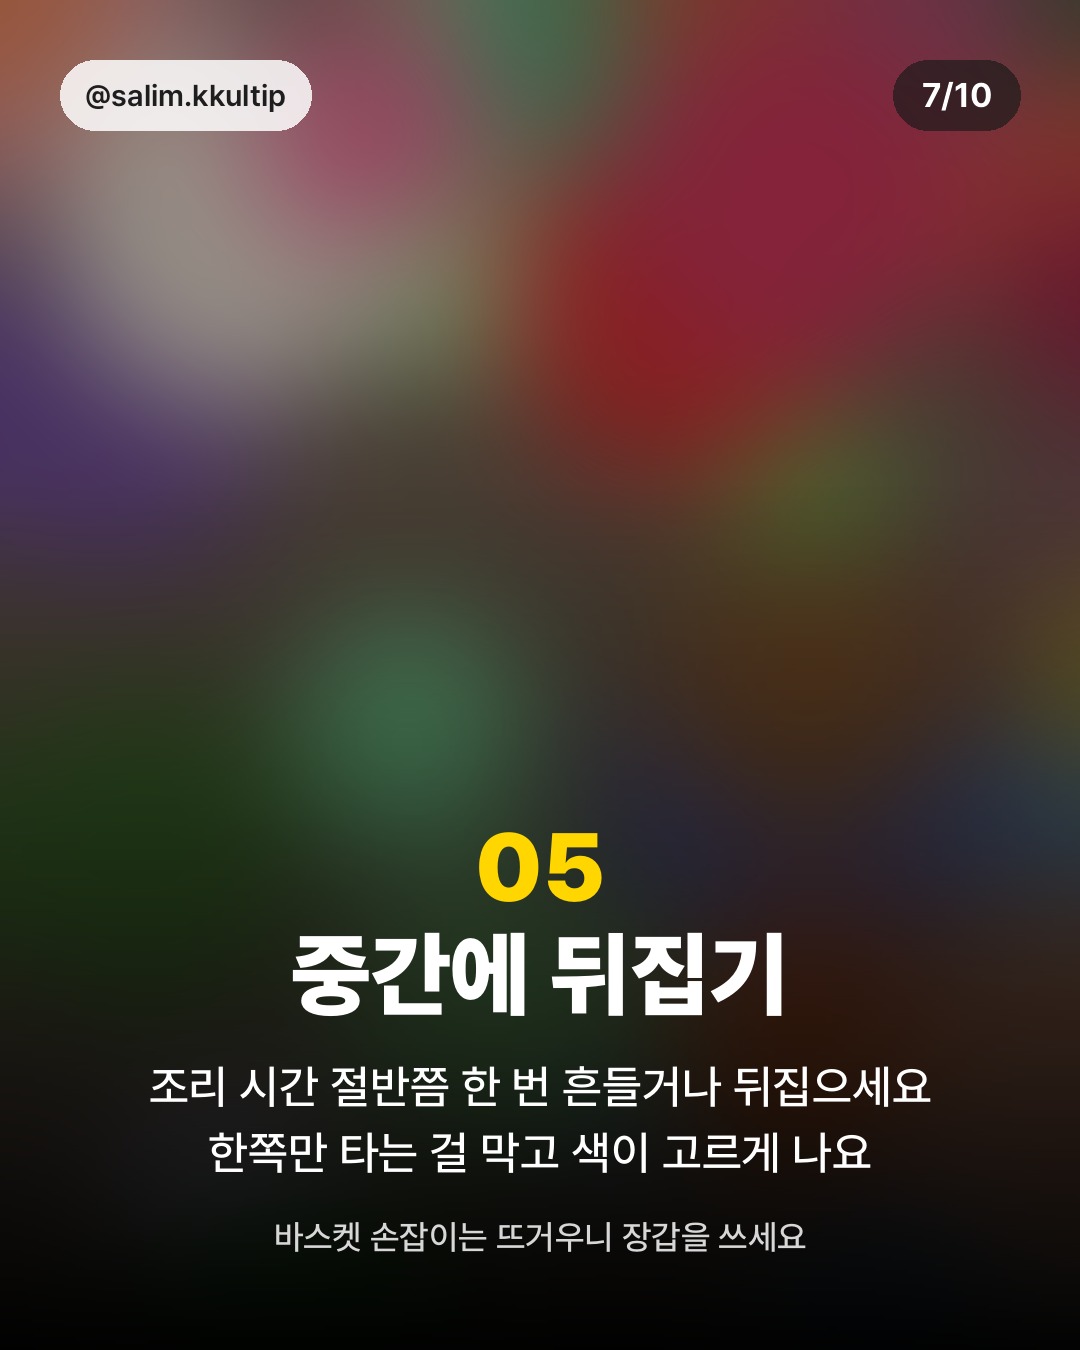 @salim.kkultip
7/10
05
중간에 뒤집기
조리 시간 절반쯤 한 번 흔들거나 뒤집으세요
한쪽만 타는 걸 막고 색이 고르게 나요
바스켓 손잡이는 뜨거우니 장갑을 쓰세요